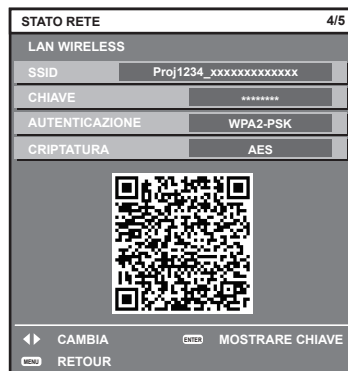 STATO RETE 4/5
LAN WIRELESS
SSID Proj1234_xxxxxxxxxxxxx
CHIAVE ********
AUTENTICAZIONE WPA2-PSK
CRIPTATURA AES
CAMBIA ENTER MOSTRARE CHIAVE
MENU RETOUR